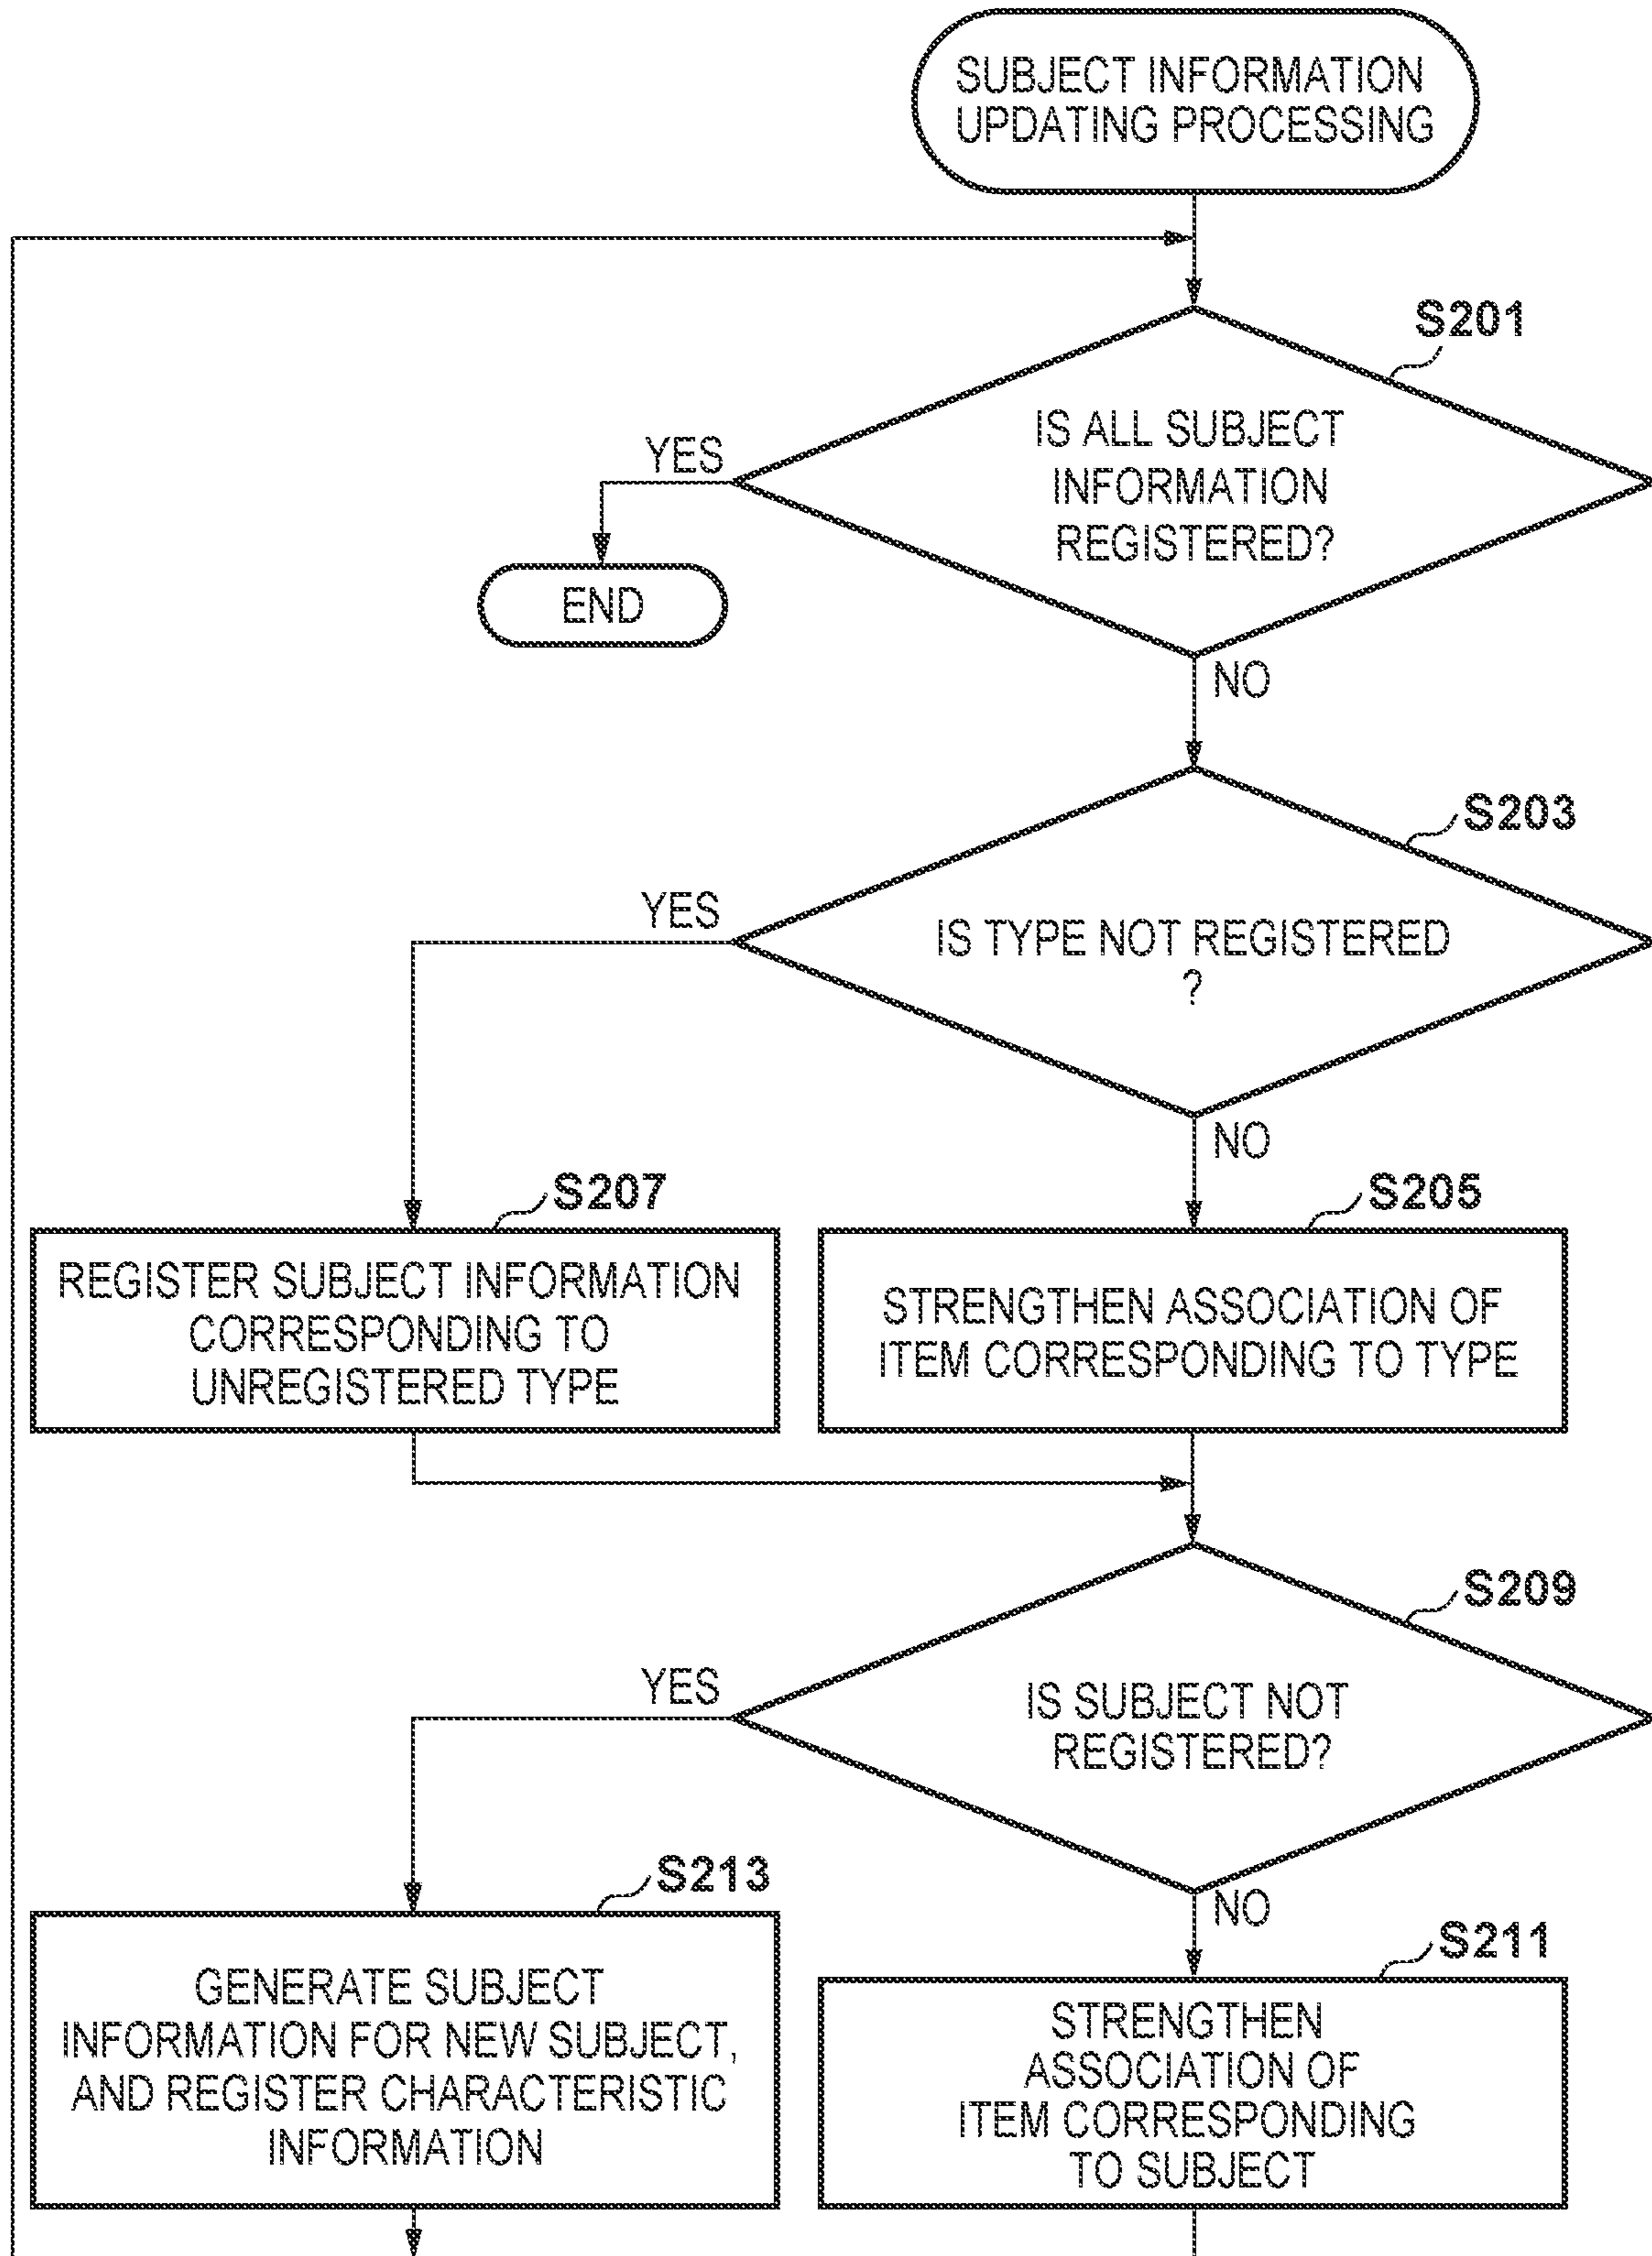 SUBJECT INFORMATION
UPDATING PROCESSING
S201
IS ALL SUBJECT
INFORMATION
REGISTERED?
YES
END
NO
S203
YES
IS TYPE NOT REGISTERED
?
NO
S207
S205
REGISTER SUBJECT INFORMATION
CORRESPONDING TO
UNREGISTERED TYPE
STRENGTHEN ASSOCIATION OF
ITEM CORRESPONDING TO TYPE
S209
YES
IS SUBJECT NOT
REGISTERED?
NO
S213
S211
GENERATE SUBJECT
INFORMATION FOR NEW SUBJECT,
AND REGISTER CHARACTERISTIC
INFORMATION
STRENGTHEN
ASSOCIATION OF
ITEM CORRESPONDING
TO SUBJECT